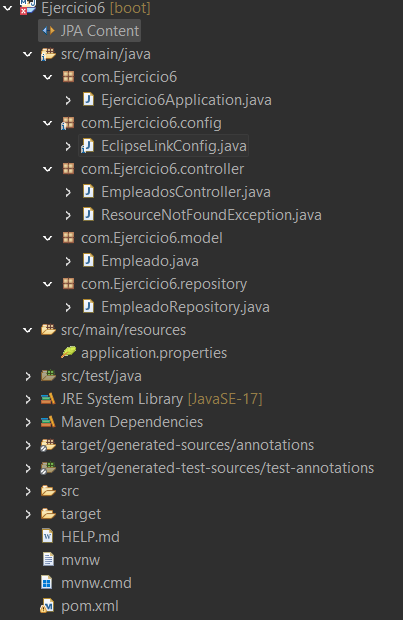 Ejercicio6 [boot]
JPA Content
src/main/java
com.Ejercicio6
Ejercicio6Application.java
com.Ejercicio6.config
EclipseLinkConfig.java
com.Ejercicio6.controller
EmpleadosController.java
ResourceNotFoundException.java
com.Ejercicio6.model
Empleado.java
com.Ejercicio6.repository
EmpleadoRepository.java
src/main/resources
application.properties
src/test/java
JRE System Library [JavaSE-17]
Maven Dependencies
target/generated-sources/annotations
target/generated-test-sources/test-annotations
src
target
HELP.md
mvnw
mvnw.cmd
pom.xml